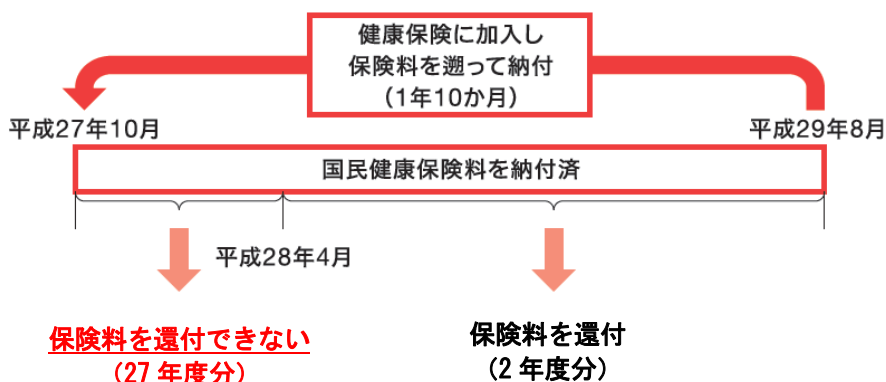 健康保険に加入し
保険料を遡って納付
（1年10か月）
平成27年10月
平成29年8月
国民健康保険料を納付済
平成28年4月
保険料を還付できない
（27 年度分）
保険料を還付
（2 年度分）